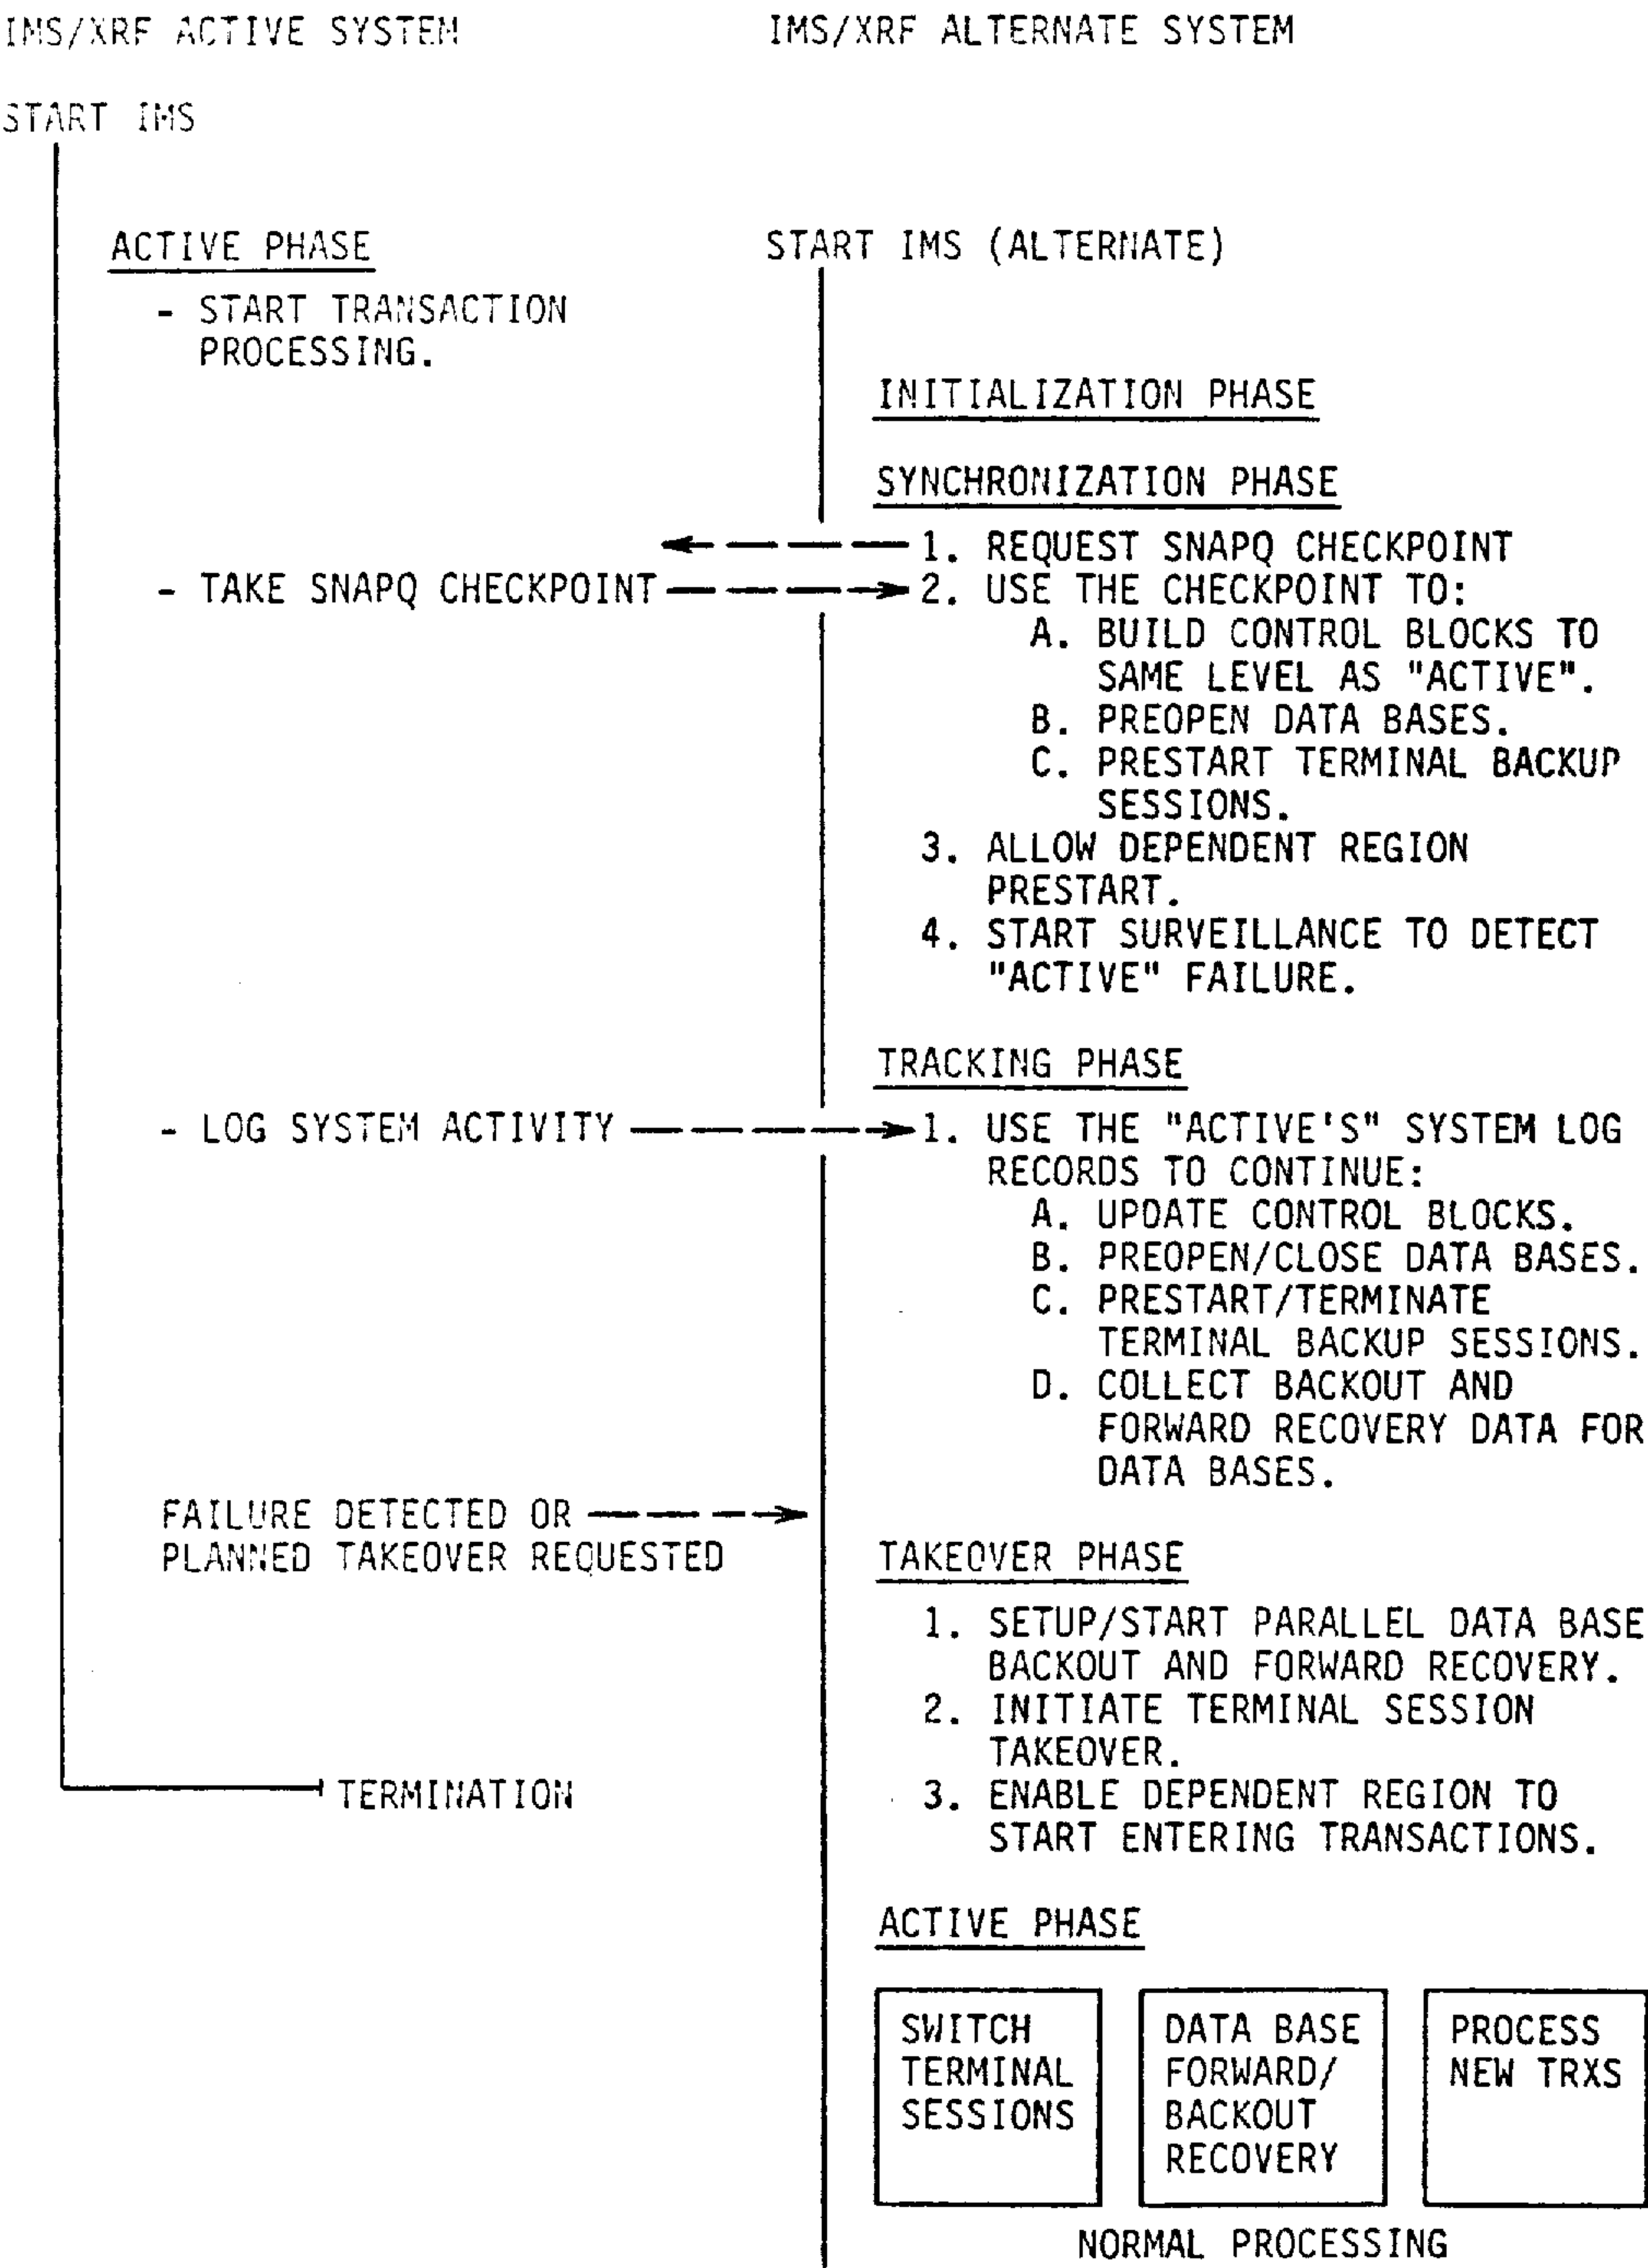 IMS/XRF ACTIVE SYSTEM
IMS/XRF ALTERNATE SYSTEM
START IMS
ACTIVE PHASE
START IMS (ALTERNATE)
- START TRANSACTION
PROCESSING.
INITIALIZATION PHASE
SYNCHRONIZATION PHASE
1. REQUEST SNAPQ CHECKPOINT
- TAKE SNAPQ CHECKPOINT
2. USE THE CHECKPOINT TO:
A. BUILD CONTROL BLOCKS TO
SAME LEVEL AS "ACTIVE".
B. PREOPEN DATA BASES.
C. PRESTART TERMINAL BACKUP
SESSIONS.
3. ALLOW DEPENDENT REGION
PRESTART.
4. START SURVEILLANCE TO DETECT
"ACTIVE" FAILURE.
TRACKING PHASE
- LOG SYSTEM ACTIVITY
1. USE THE "ACTIVE'S" SYSTEM LOG
RECORDS TO CONTINUE:
A. UPDATE CONTROL BLOCKS.
B. PREOPEN/CLOSE DATA BASES.
C. PRESTART/TERMINATE
TERMINAL BACKUP SESSIONS.
D. COLLECT BACKOUT AND
FORWARD RECOVERY DATA FOR
DATA BASES.
FAILURE DETECTED OR
PLANNED TAKEOVER REQUESTED
TAKEOVER PHASE
1. SETUP/START PARALLEL DATA BASE
BACKOUT AND FORWARD RECOVERY.
2. INITIATE TERMINAL SESSION
TAKEOVER.
TERMINATION
3. ENABLE DEPENDENT REGION TO
START ENTERING TRANSACTIONS.
ACTIVE PHASE
SWITCH
TERMINAL
SESSIONS
DATA BASE
FORWARD/
BACKOUT
RECOVERY
PROCESS
NEW TRXS
NORMAL PROCESSING